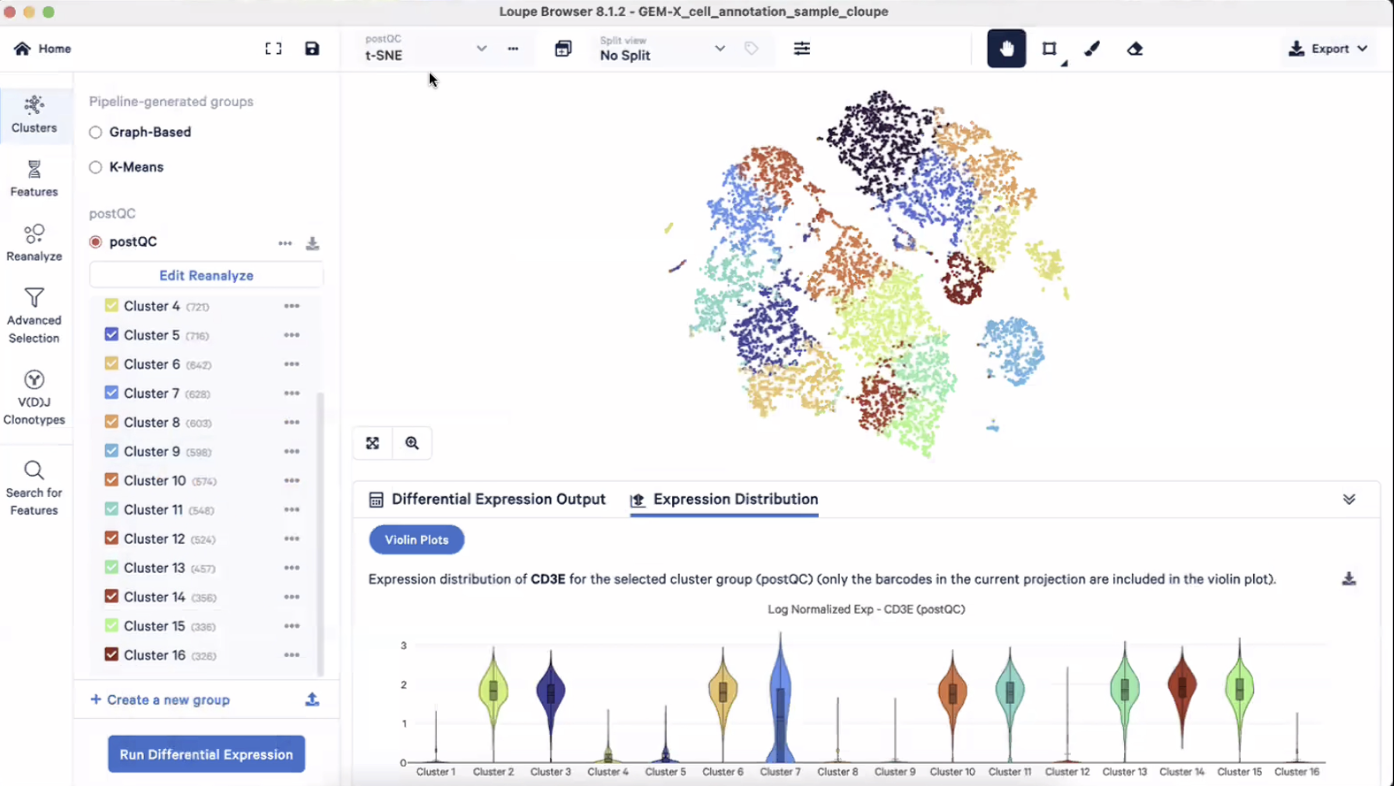 Loupe Browser 8.1.2 - GEM-X_cell_annotation_sample_cloupe
Home
postQC
t-SNE
Split view
No Split
Export
Clusters
Features
Reanalyze
Advanced
Selection
V(D)J
Clonotypes
Search for
Features
Pipeline-generated groups
Graph-Based
K-Means
postQC
postQC
Edit Reanalyze
Cluster 4 (721)
Cluster 5 (716)
Cluster 6 (642)
Cluster 7 (628)
Cluster 8 (603)
Cluster 9 (598)
Cluster 10 (574)
Cluster 11 (548)
Cluster 12 (524)
Cluster 13 (457)
Cluster 14 (356)
Cluster 15 (336)
Cluster 16 (326)
+ Create a new group
Run Differential Expression
Differential Expression Output
Expression Distribution
Violin Plots
Expression distribution of CD3E for the selected cluster group (postQC) (only the barcodes in the current projection are included in the violin plot).
Log Normalized Exp - CD3E (postQC)
3
2
1
0
Cluster 1 Cluster 2 Cluster 3 Cluster 4 Cluster 5 Cluster 6 Cluster 7 Cluster 8 Cluster 9 Cluster 10 Cluster 11 Cluster 12 Cluster 13 Cluster 14 Cluster 15 Cluster 16